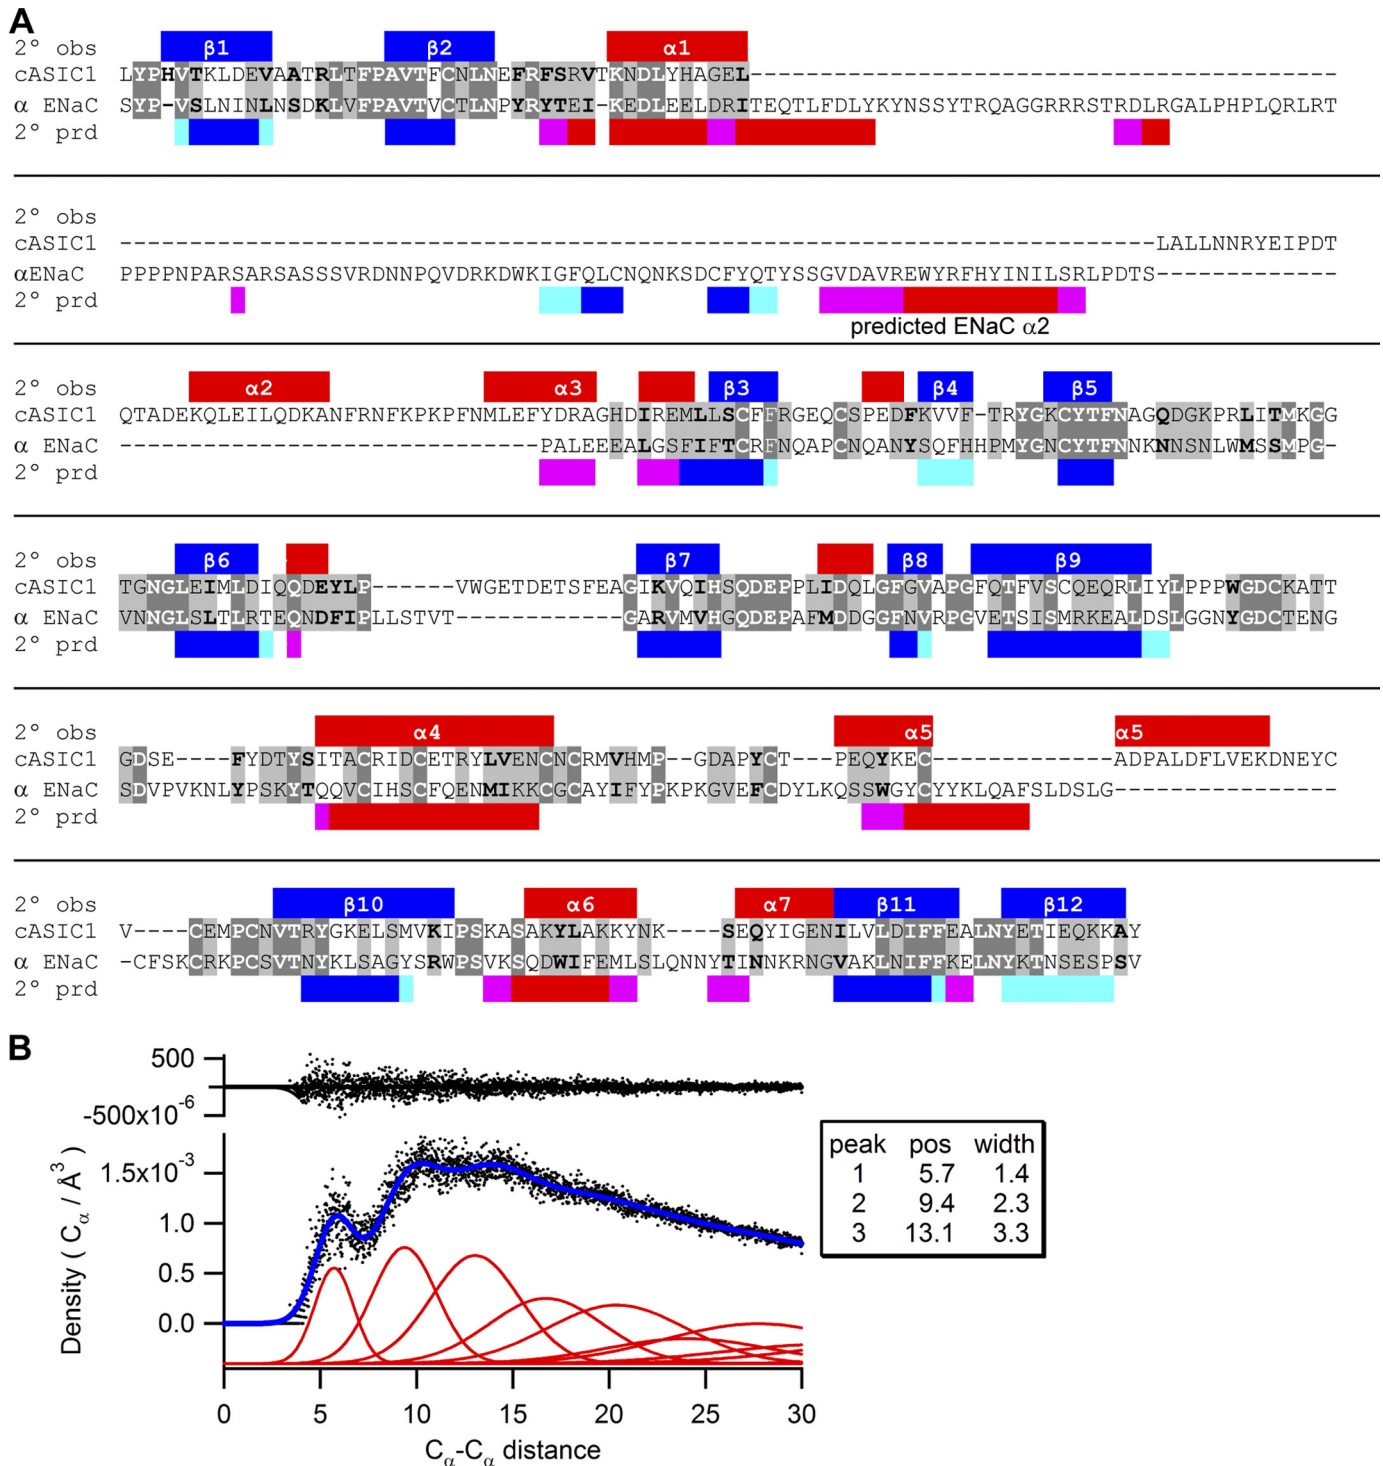 A
β1 β2 α1
2° obs
cASIC1 LYPHVTKLDEVAATRLTFPAVTFCNLNEFRFSRVTKNDLYHAGEL------------------------------------------
α ENaC SYP-VSLNINLNSDKLVFPAVTVCTLNPYRYTEI-KEDLEELDRITEQTLFDLYKYNSSYTRQAGGRRRSTRDLRGALPHPLQRLRT
2° prd
2° obs
cASIC1 --------------------------------------------------------------------------LALLNNRYEIPDT
αENaC PPPPNPARSARSASSSVRDNNPQVDRKDWKIGFQLCNQNKSDCFYQTYSSGVDAVREWYRFHYINILSRLPDTS-------------
2° prd
predicted ENaC α2
2° obs α2 α3 β3 β4 β5
cASIC1 QTADEKQLEILQDKANFRNFKPKPFNMLEFYDRAGHDIREMLLSCFFRGEQCSPEDFKVVF-TRYGKCYTFNAGQDGKPRLITMKGG
α ENaC ------------------------------PALEEEALGSFIFTCRFNQAPCNQANYSQFHHPMYGNCYTFNNKNNSNLWMSSMPG-
2° prd
2° obs β6 β7 β8 β9
cASIC1 TGNGLEIMLDIQQDEYLP------VWGETDETSFEAGIKVQIHSQDEPPLIDQLGFGVAPGFQTFVSCQEQRLIYLPPPWGDCKATT
α ENaC VNNGLSLTLRTEQNDFIPLLSTVT------------GARVMVHGQDEPAFMDDGGFNVRPGVETSISMRKEALDSLGGNYGDCTENG
2° prd
2° obs α4 α5 α5
cASIC1 GDSE----FYDTYSITACRIDCETRYLVENCNCRMVHMP--GDAPYCT---PEQYKEC-------------ADPALDFLVEKDNEYC
α ENaC SDVPVKNLYPSKYTQQVCIHSCFQENMIKKCGCAYIFYPKPKGVEFCDYLKQSSWGYCYYKLQAFSLDSLG----------------
2° prd
2° obs β10 α6 α7 β11 β12
cASIC1 V----CEMPCNVTRYGKELSMVKIPSKASAKYLAKKYNK----SEQYIGENILVLDIFFEALNYETIEQKKAY
α ENaC -CFSKCRKPCSVTNYKLSAGYSRWPSVKSQDWIFEMLSLQNNYTINNKRNGVAKLNIFFKELNYKTNSESPSV
2° prd
B
500
-500x10⁻⁶
1.5x10⁻³
1.0
0.5
0.0
Density ( Cα / Å³ )
0 5 10 15 20 25 30
Cα-Cα distance
peak pos width
1 5.7 1.4
2 9.4 2.3
3 13.1 3.3